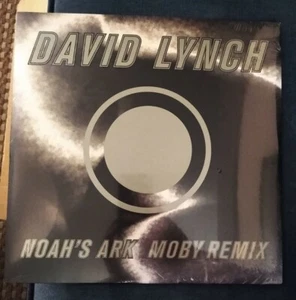 DAVID LYNCH
NOAH'S ARK MOBY REMIX